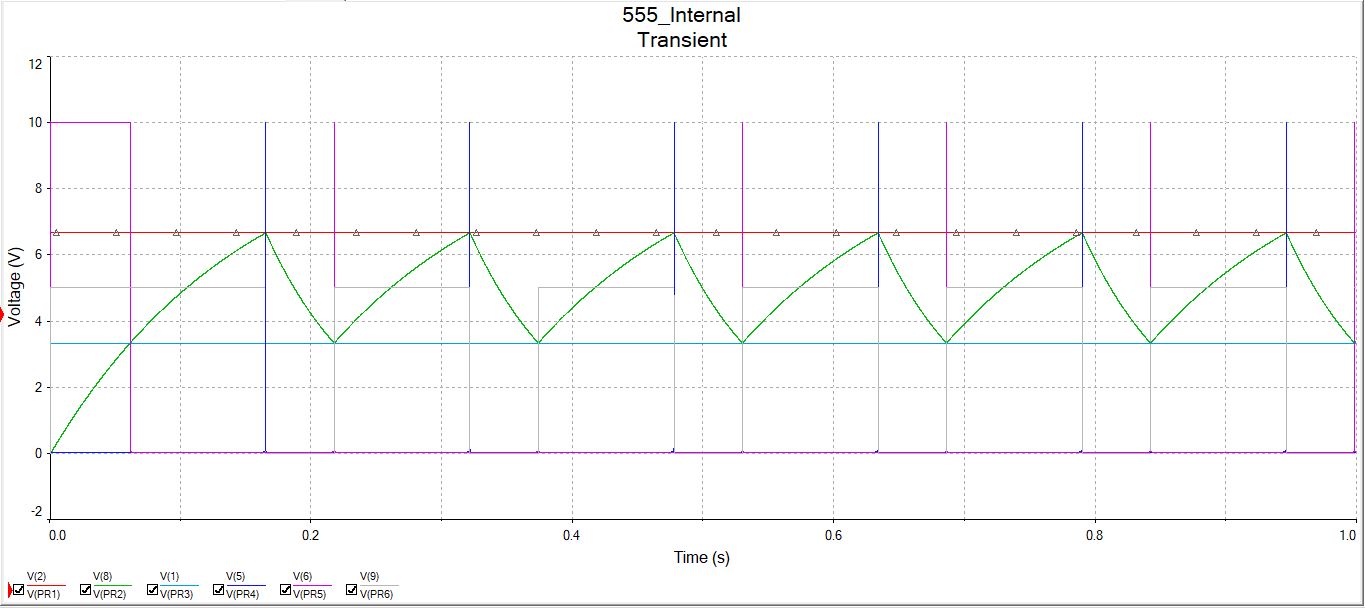 555_Internal
Transient
12
10
8
6
4
2
0
-2
Voltage (V)
0.0 0.2 0.4 0.6 0.8 1.0
Time (s)
V(2) V(8) V(1) V(5) V(6) V(9)
V(PR1) V(PR2) V(PR3) V(PR4) V(PR5) V(PR6)